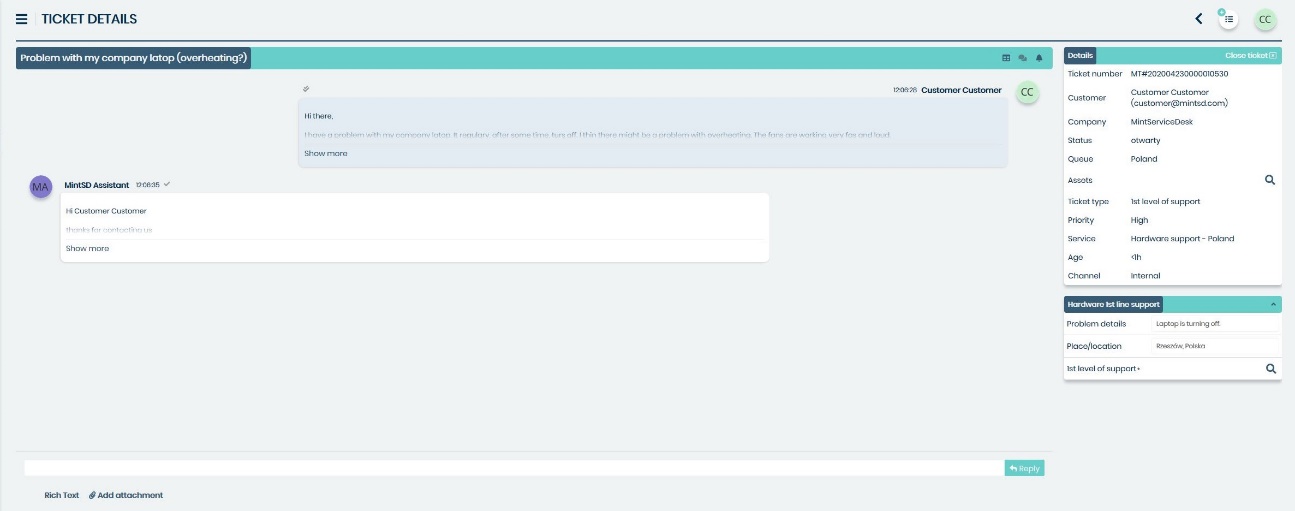 TICKET DETAILS
CC
Problem with my company latop (overheating?)
12:06:26 Customer Customer
CC
Hi there,
I have a problem with my company latop. It regulary after some time, turs off. I thin there might be a problem with overheating. The fans are working very fas and loud.
Show more
MA
MintSD Assistant 12:06:35
Hi Customer Customer
thanks for contacting us
Show more
Reply
Rich Text Add attachment
Details Close ticket
Ticket number MT#202004230000010530
Customer Customer Customer
(customer@mintsd.com)
Company MintServiceDesk
Status otwarty
Queue Poland
Assets
Ticket type 1st level of support
Priority High
Service Hardware support - Poland
Age <1h
Channel Internal
Hardware 1st line support
Problem details Laptop is turning off.
Place/location Rzeszów, Polska
1st level of support*